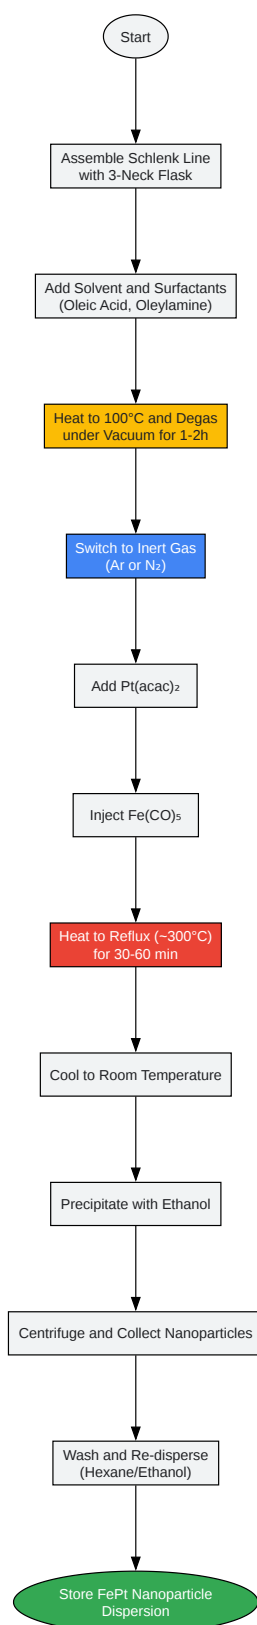 Start
Assemble Schlenk Line
with 3-Neck Flask
Add Solvent and Surfactants
(Oleic Acid, Oleylamine)
Heat to 100°C and Degas
under Vacuum for 1-2h
Switch to Inert Gas
(Ar or N₂)
Add Pt(acac)₂
Inject Fe(CO)₅
Heat to Reflux (~300°C)
for 30-60 min
Cool to Room Temperature
Precipitate with Ethanol
Centrifuge and Collect Nanoparticles
Wash and Re-disperse
(Hexane/Ethanol)
Store FePt Nanoparticle
Dispersion